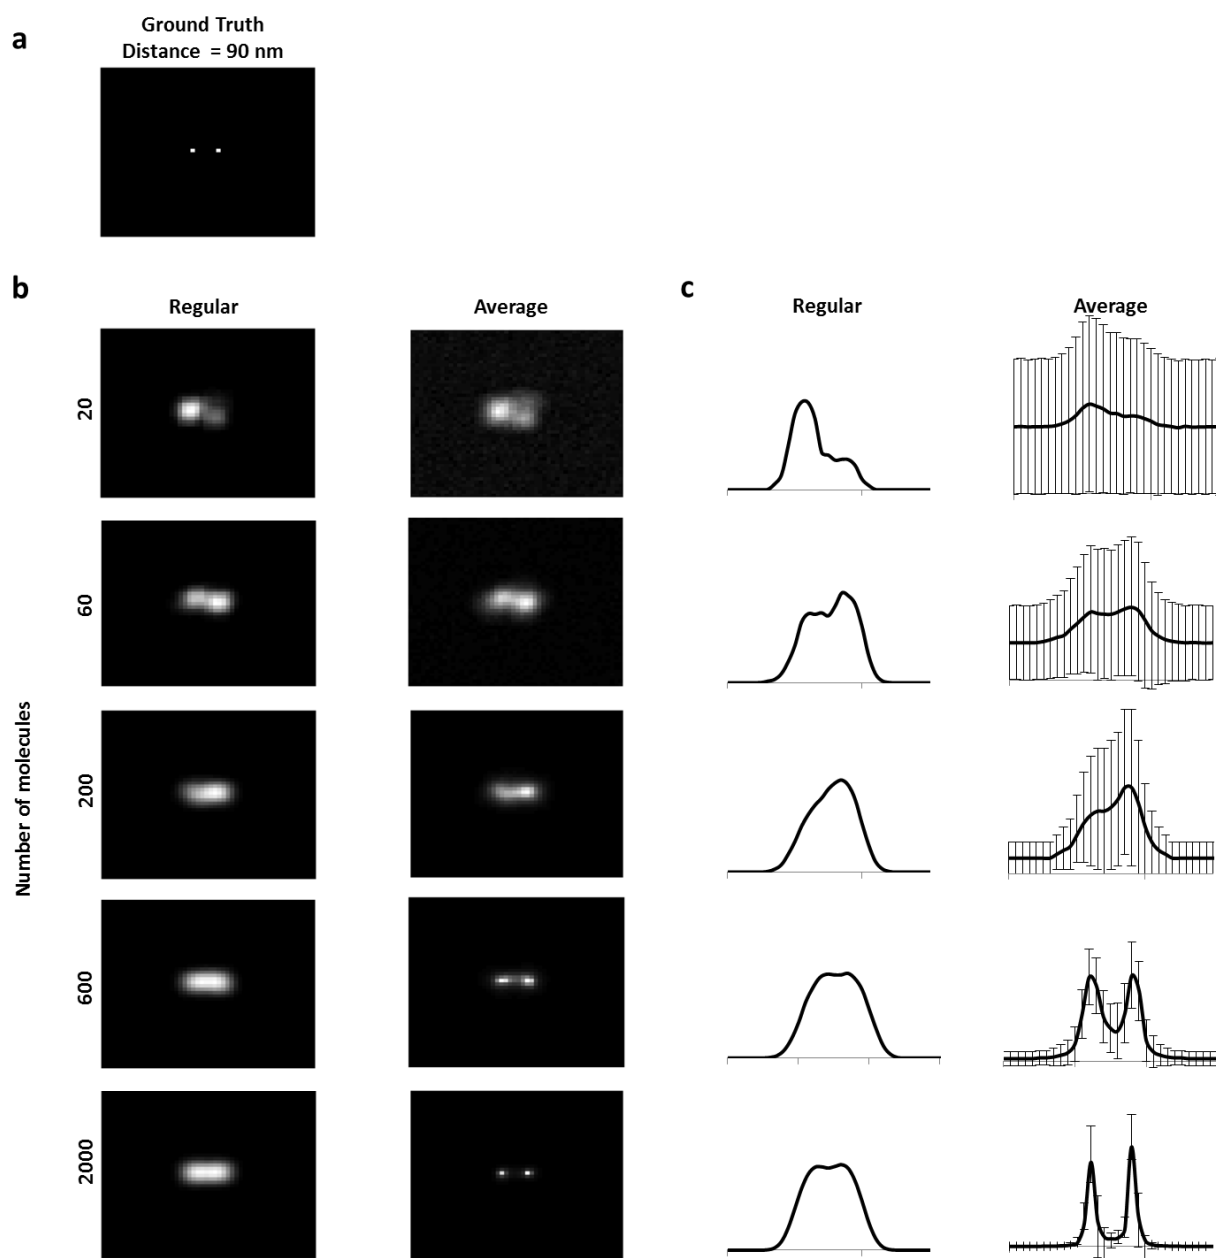 a
Ground Truth
Distance = 90 nm
b
Regular
Average
c
Regular
Average
Number of molecules
20
60
200
600
2000